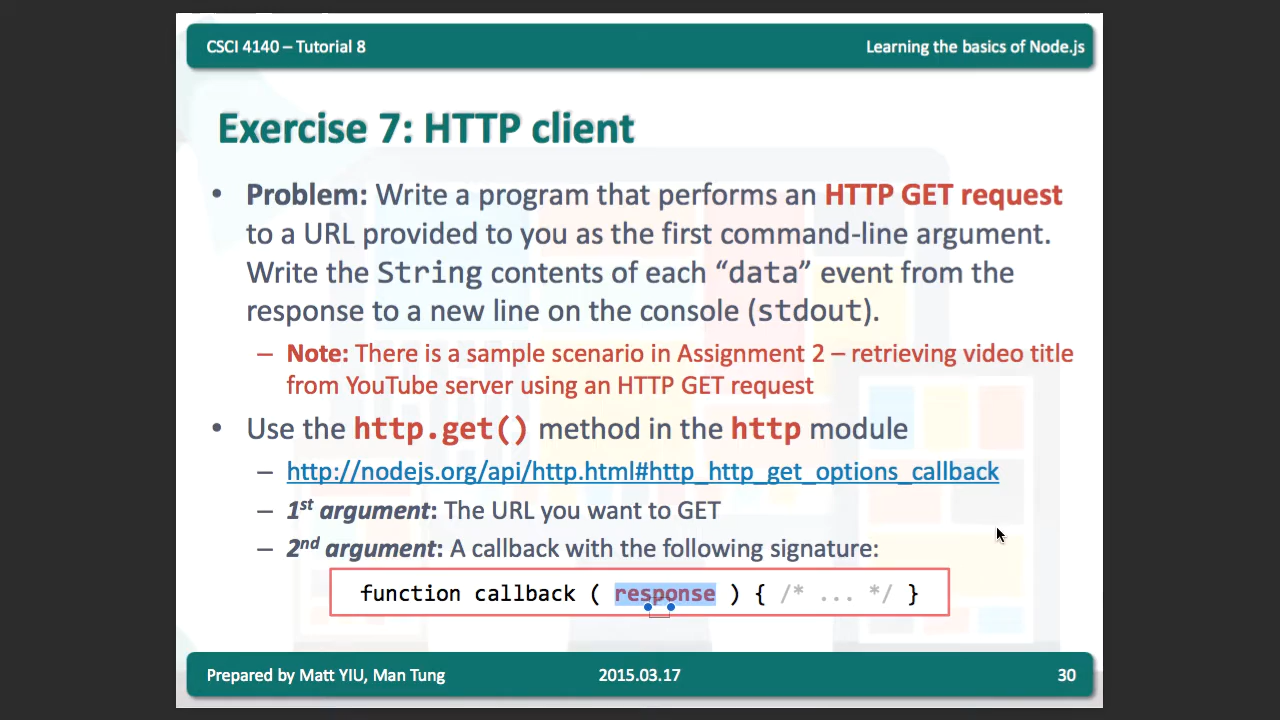 CSCI 4140 – Tutorial 8
Learning the basics of Node.js
Exercise 7: HTTP client
• Problem: Write a program that performs an HTTP GET request
to a URL provided to you as the first command-line argument.
Write the String contents of each “data” event from the
response to a new line on the console (stdout).
– Note: There is a sample scenario in Assignment 2 – retrieving video title
from YouTube server using an HTTP GET request
• Use the http.get() method in the http module
– http://nodejs.org/api/http.html#http_http_get_options_callback
– 1st argument: The URL you want to GET
– 2nd argument: A callback with the following signature:
function callback ( response ) { /* ... */ }
Prepared by Matt YIU, Man Tung
2015.03.17
30